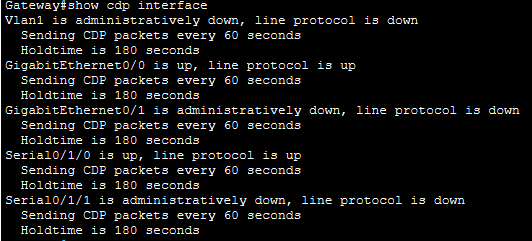 Gateway#show cdp interface
Vlan1 is administratively down, line protocol is down
Sending CDP packets every 60 seconds
Holdtime is 180 seconds
GigabitEthernet0/0 is up, line protocol is up
Sending CDP packets every 60 seconds
Holdtime is 180 seconds
GigabitEthernet0/1 is administratively down, line protocol is down
Sending CDP packets every 60 seconds
Holdtime is 180 seconds
Serial0/1/0 is up, line protocol is up
Sending CDP packets every 60 seconds
Holdtime is 180 seconds
Serial0/1/1 is administratively down, line protocol is down
Sending CDP packets every 60 seconds
Holdtime is 180 seconds